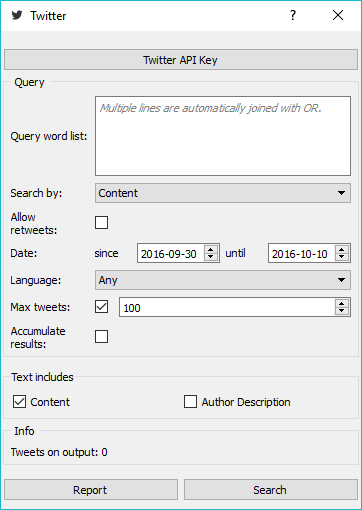 Twitter ?
Twitter API Key
Query
Query word list:
Multiple lines are automatically joined with OR.
Search by: Content
Allow
retweets:
Date: since 2016-09-30 until 2016-10-10
Language: Any
Max tweets: 100
Accumulate
results:
Text includes
Content Author Description
Info
Tweets on output: 0
Report Search